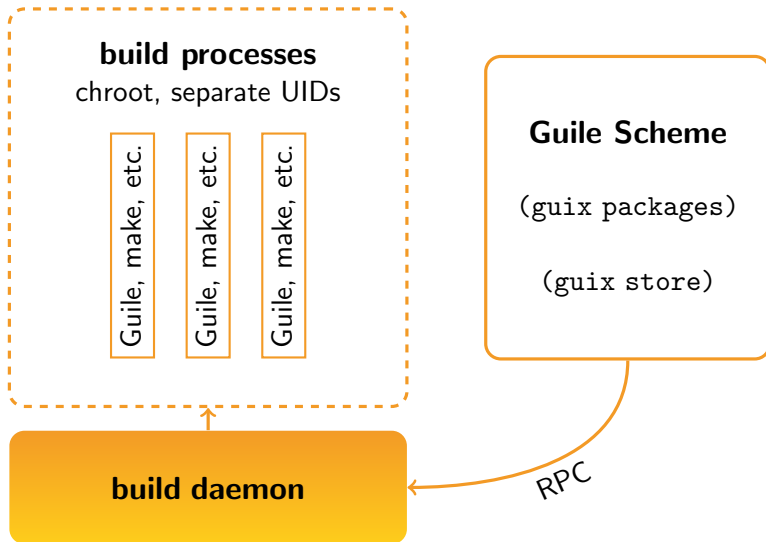 build processes
chroot, separate UIDs
Guile, make, etc.
Guile, make, etc.
Guile, make, etc.
Guile Scheme
(guix packages)
(guix store)
RPC
build daemon